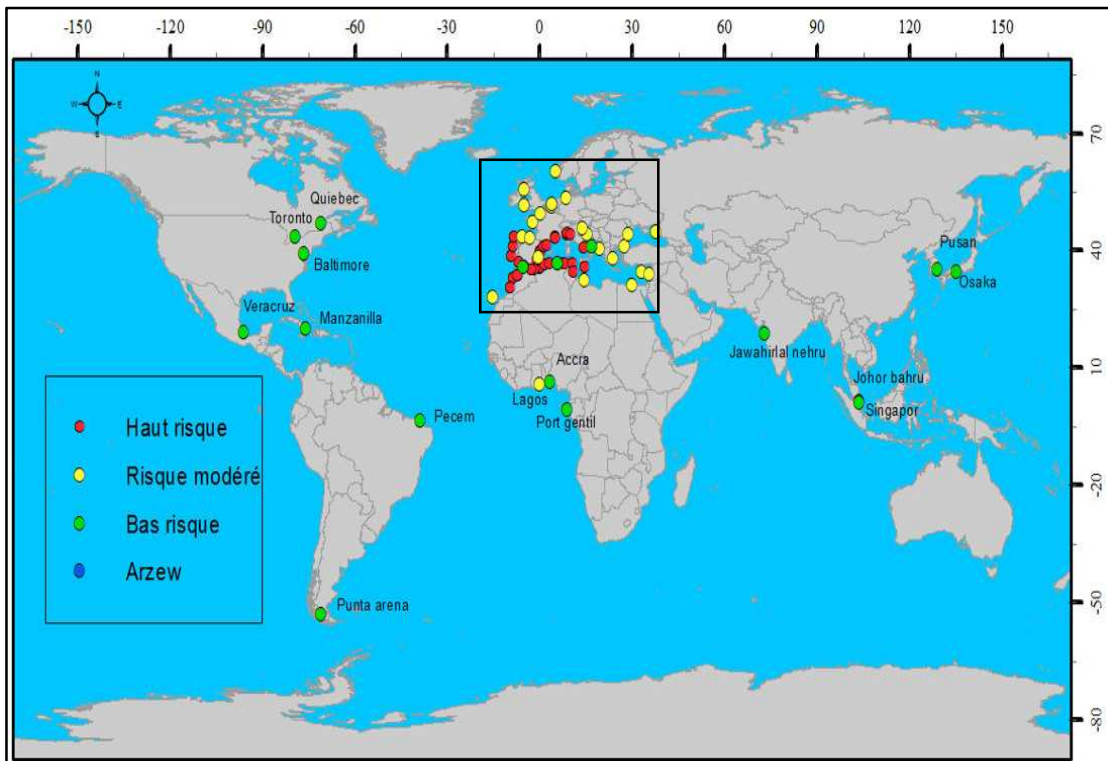 -150 -120 -90 -60 -30 0 30 60 90 120 150
N
W E
S
70
40
10
-20
-50
-80
Quiebec
Toronto
Baltimore
Veracruz
Manzanilla
Pusan
Osaka
Jawahirlal nehru
Accra
Lagos
Port gentil
Johor bahru
Singapor
Pecem
Punta arena
Haut risque
Risque modéré
Bas risque
Arzew